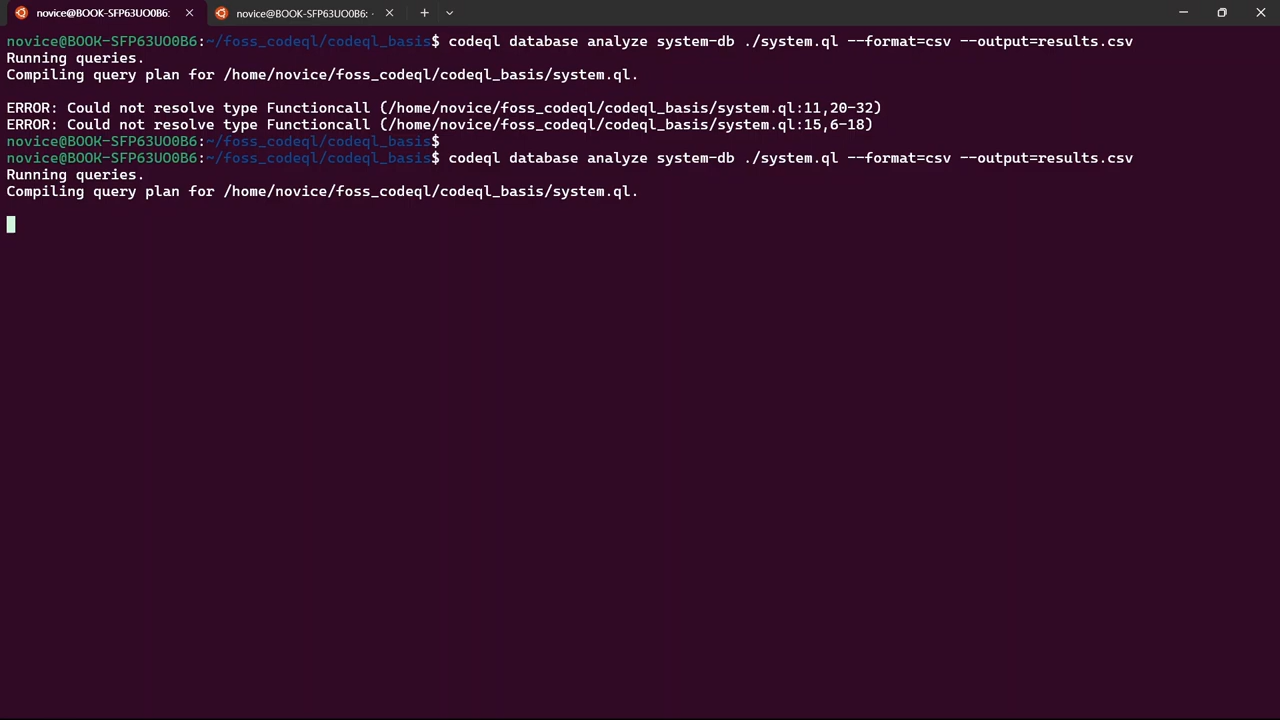 novice@BOOK-SFP63UO0B6: novice@BOOK-SFP63UO0B6: -
novice@BOOK-SFP63UO0B6:~/foss_codeql/codeql_basis$ codeql database analyze system-db ./system.ql --format=csv --output=results.csv
Running queries.
Compiling query plan for /home/novice/foss_codeql/codeql_basis/system.ql.
ERROR: Could not resolve type Functioncall (/home/novice/foss_codeql/codeql_basis/system.ql:11,20-32)
ERROR: Could not resolve type Functioncall (/home/novice/foss_codeql/codeql_basis/system.ql:15,6-18)
novice@BOOK-SFP63UO0B6:~/foss_codeql/codeql_basis$
novice@BOOK-SFP63UO0B6:~/foss_codeql/codeql_basis$ codeql database analyze system-db ./system.ql --format=csv --output=results.csv
Running queries.
Compiling query plan for /home/novice/foss_codeql/codeql_basis/system.ql.